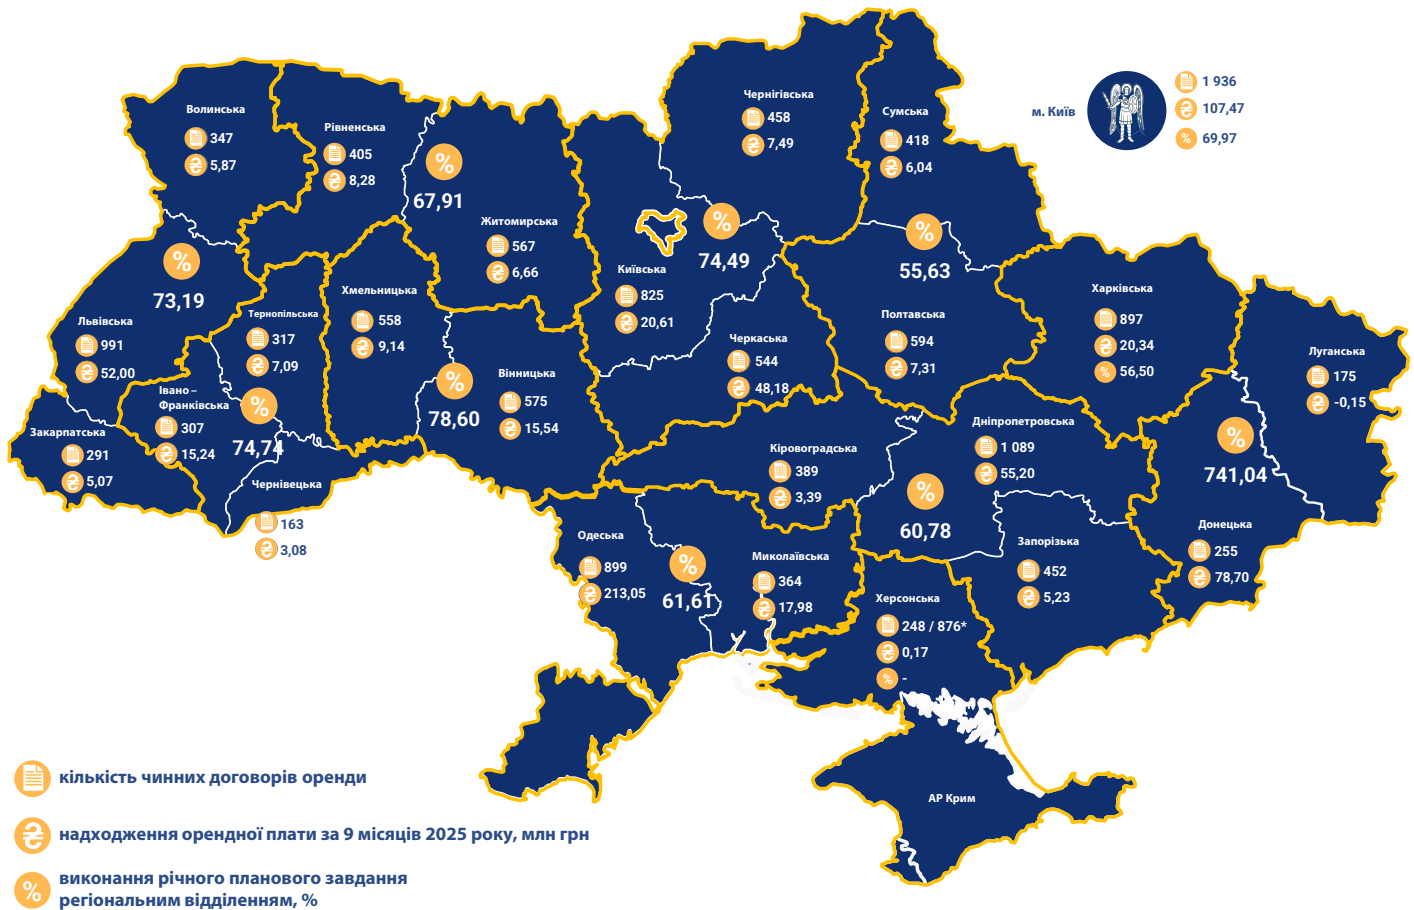 м. Київ
1 936
107,47
% 69,97
Волинська
347
5,87
Рівненська
405
8,28
%
67,91
Житомирська
567
6,66
Чернігівська
458
7,49
Сумська
418
6,04
%
73,19
Львівська
991
52,00
Тернопільська
317
7,09
Хмельницька
558
9,14
Київська
825
20,61
%
74,49
%
55,63
Полтавська
594
7,31
Харківська
897
20,34
% 56,50
Луганська
175
-0,15
Закарпатська
291
5,07
Івано –
Франківська
307
15,24
%
74,74
Чернівецька
163
3,08
%
78,60
Вінницька
575
15,54
Черкаська
544
48,18
Кіровоградська
389
3,39
Дніпропетровська
1 089
55,20
%
60,78
%
741,04
Донецька
255
78,70
Запорізька
452
5,23
Одеська
899
213,05
%
61,61
Миколаївська
364
17,98
Херсонська
248 / 876*
0,17
% -
АР Крим
кількість чинних договорів оренди
надходження орендної плати за 9 місяців 2025 року, млн грн
% виконання річного планового завдання
регіональним відділенням, %